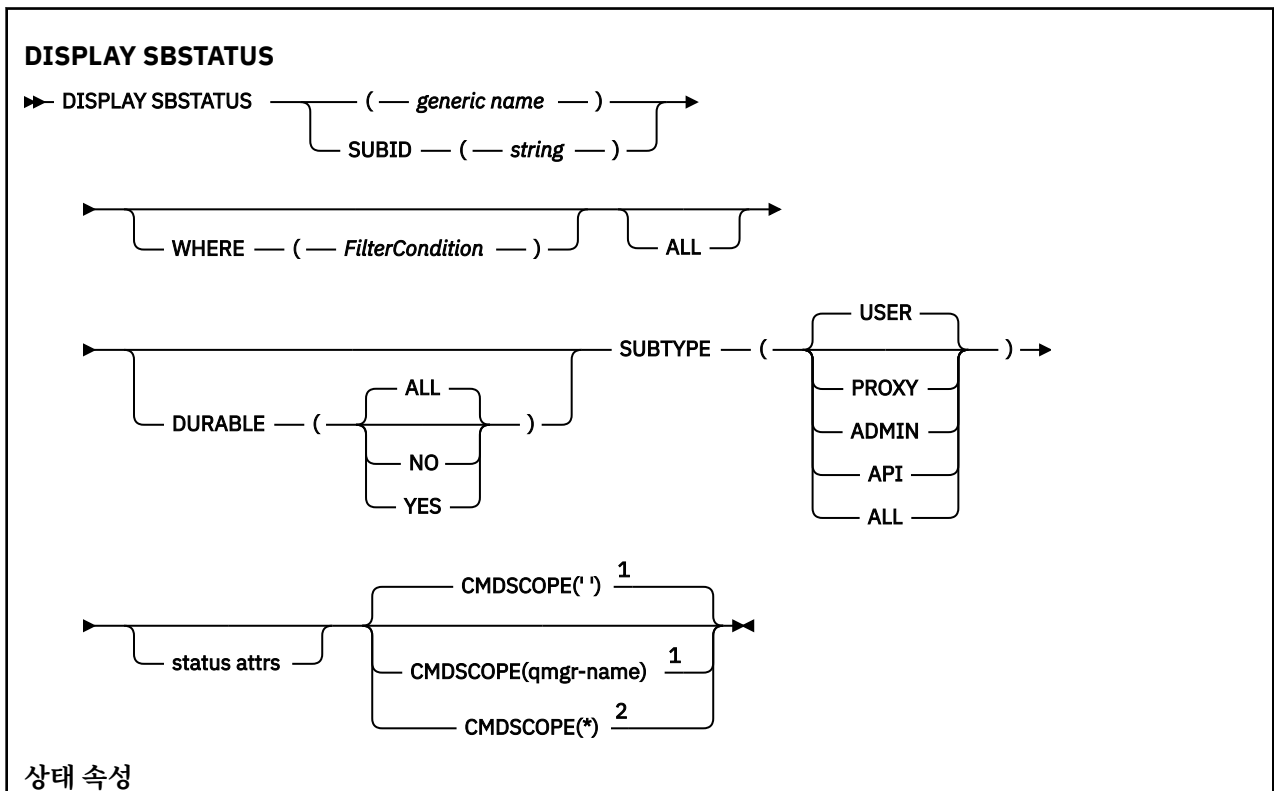 DISPLAY SBSTATUS
DISPLAY SBSTATUS ( generic name )
SUBID ( string )
WHERE ( FilterCondition ) ALL
USER
SUBTYPE ( )
ALL PROXY
DURABLE ( ) ADMIN
NO API
YES ALL
CMDSCOPE(' ') 1
status attrs CMDSCOPE(qmgr-name) 1
CMDSCOPE(*) 2
상태 속성